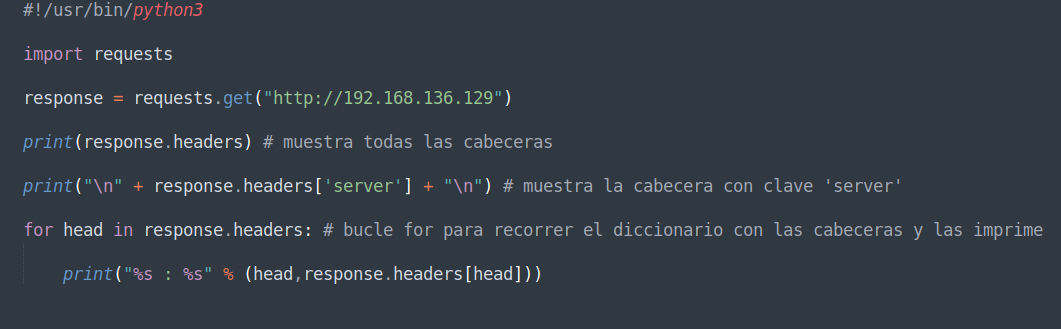 #!/usr/bin/python3
import requests
response = requests.get("http://192.168.136.129")
print(response.headers) # muestra todas las cabeceras
print("\n" + response.headers['server'] + "\n") # muestra la cabecera con clave 'server'
for head in response.headers: # bucle for para recorrer el diccionario con las cabeceras y las imprime
    print("%s : %s" % (head,response.headers[head]))